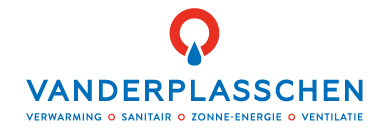 VANDERPLASSCHEN
VERWARMING O SANITAIR O ZONNE-ENERGIE O VENTILATIE